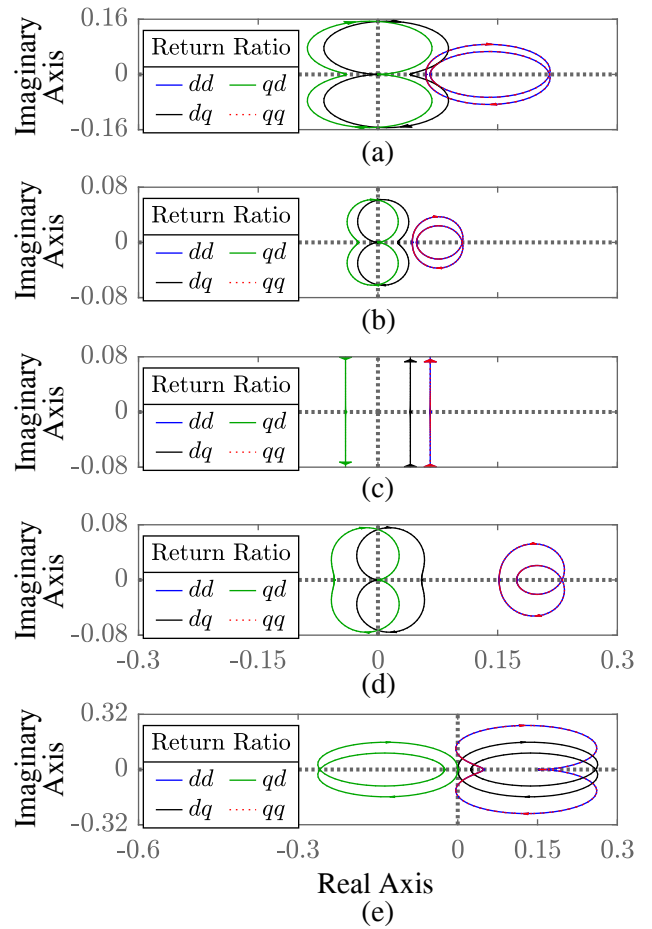 Imaginary
Axis
0.16
0
-0.16
Return Ratio
dd qd
dq qq
(a)
Imaginary
Axis
0.08
0
-0.08
Return Ratio
dd qd
dq qq
(b)
Imaginary
Axis
0.08
0
-0.08
Return Ratio
dd qd
dq qq
(c)
Imaginary
Axis
0.08
0
-0.08
Return Ratio
dd qd
dq qq
-0.3 -0.15 0 0.15 0.3
(d)
Imaginary
Axis
0.32
0
-0.32
Return Ratio
dd qd
dq qq
-0.6 -0.3 0 0.15 0.3
Real Axis
(e)